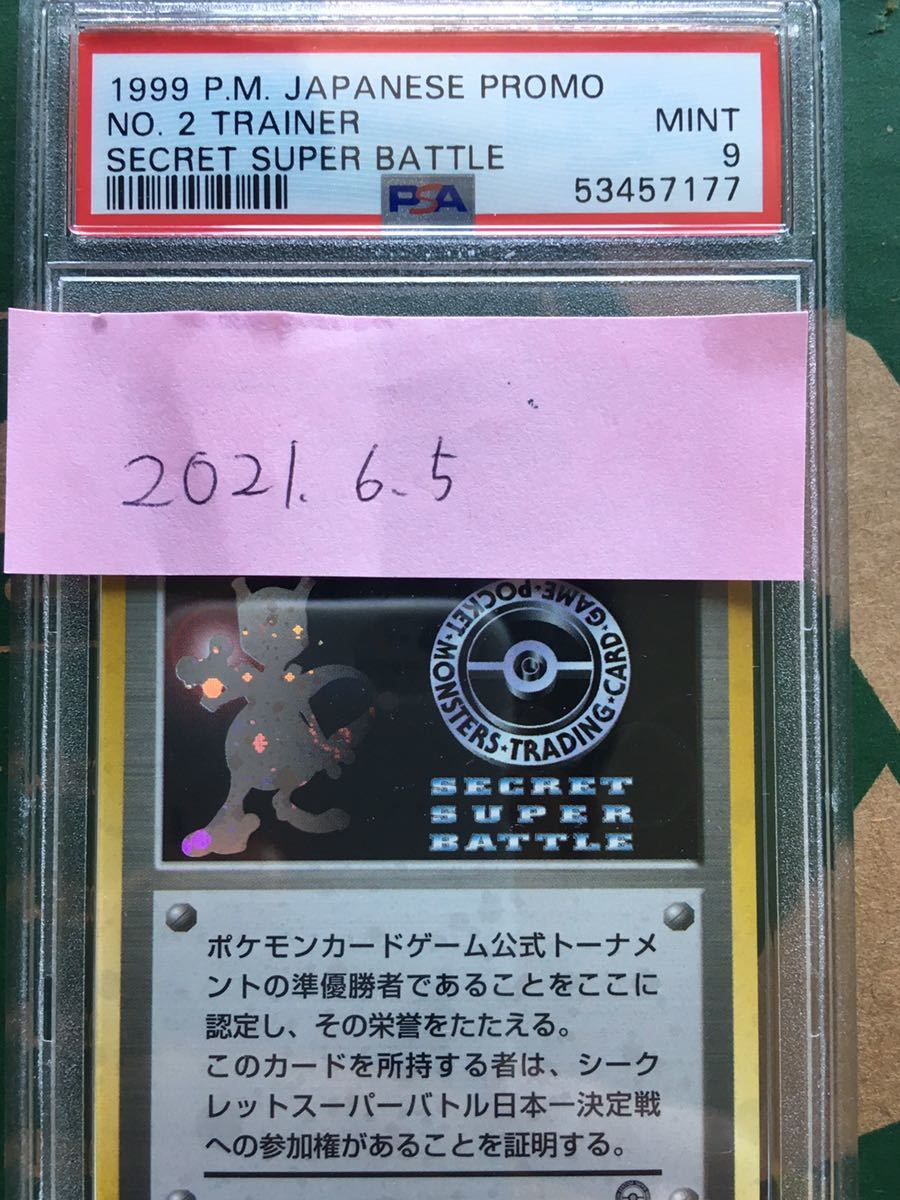 1999 P.M. JAPANESE PROMO
NO. 2 TRAINER MINT
SECRET SUPER BATTLE 9
PSA 53457177
2021. 6. 5
POCKET MONSTERS TRADING CARD GAME
SECRET
SUPER
BATTLE
ポケモンカードゲーム公式トーナメ
ントの準優勝者であることをここに
認定し、その栄誉をたたえる。
このカードを所持する者は、シーク
レットスーパーバトル日本一決定戦
への参加権があることを証明する。